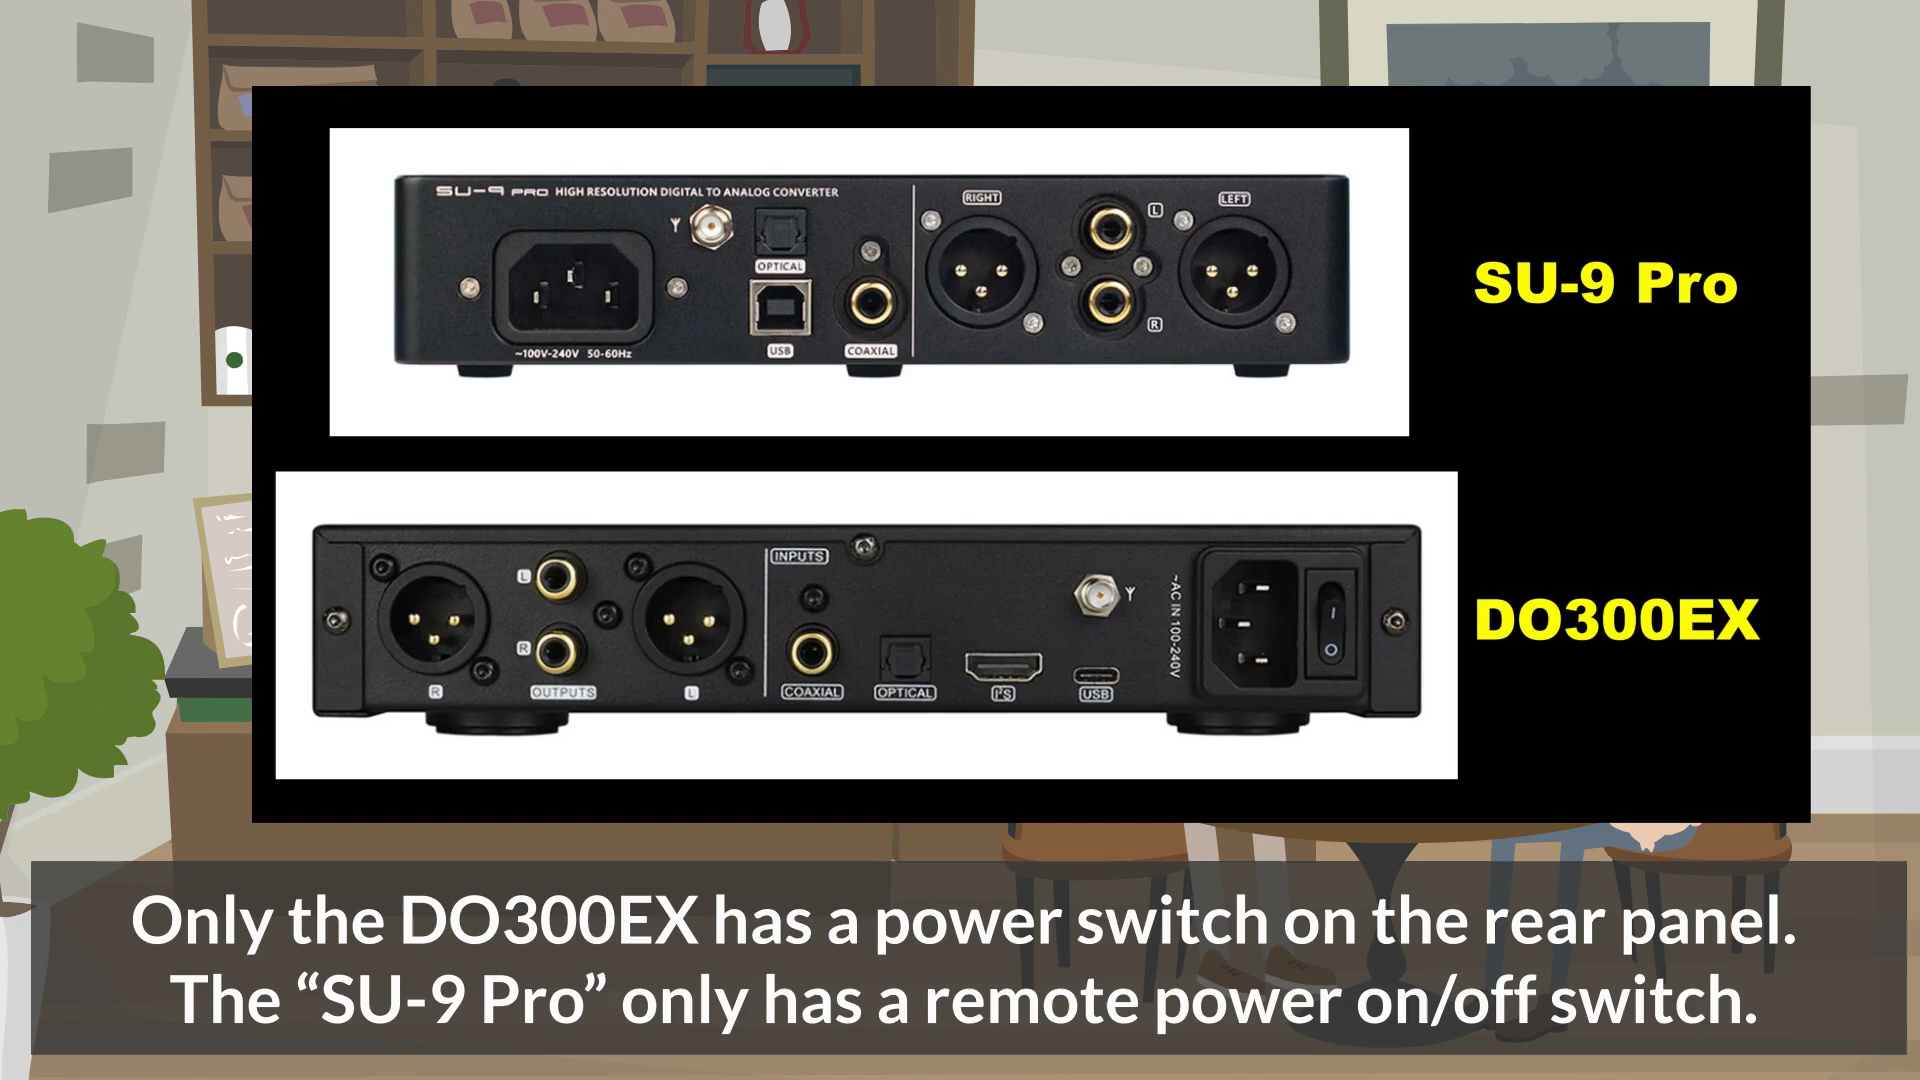 SU-9 PRO HIGH RESOLUTION DIGITAL TO ANALOG CONVERTER
RIGHT
L
LEFT
OPTICAL
R
~100V-240V 50-60Hz
USB
COAXIAL
SU-9 Pro
INPUTS
L
R
~AC IN 100-240V
R
OUTPUTS
L
COAXIAL
OPTICAL
I²S
USB
DO300EX
Only the DO300EX has a power switch on the rear panel.
The “SU-9 Pro” only has a remote power on/off switch.